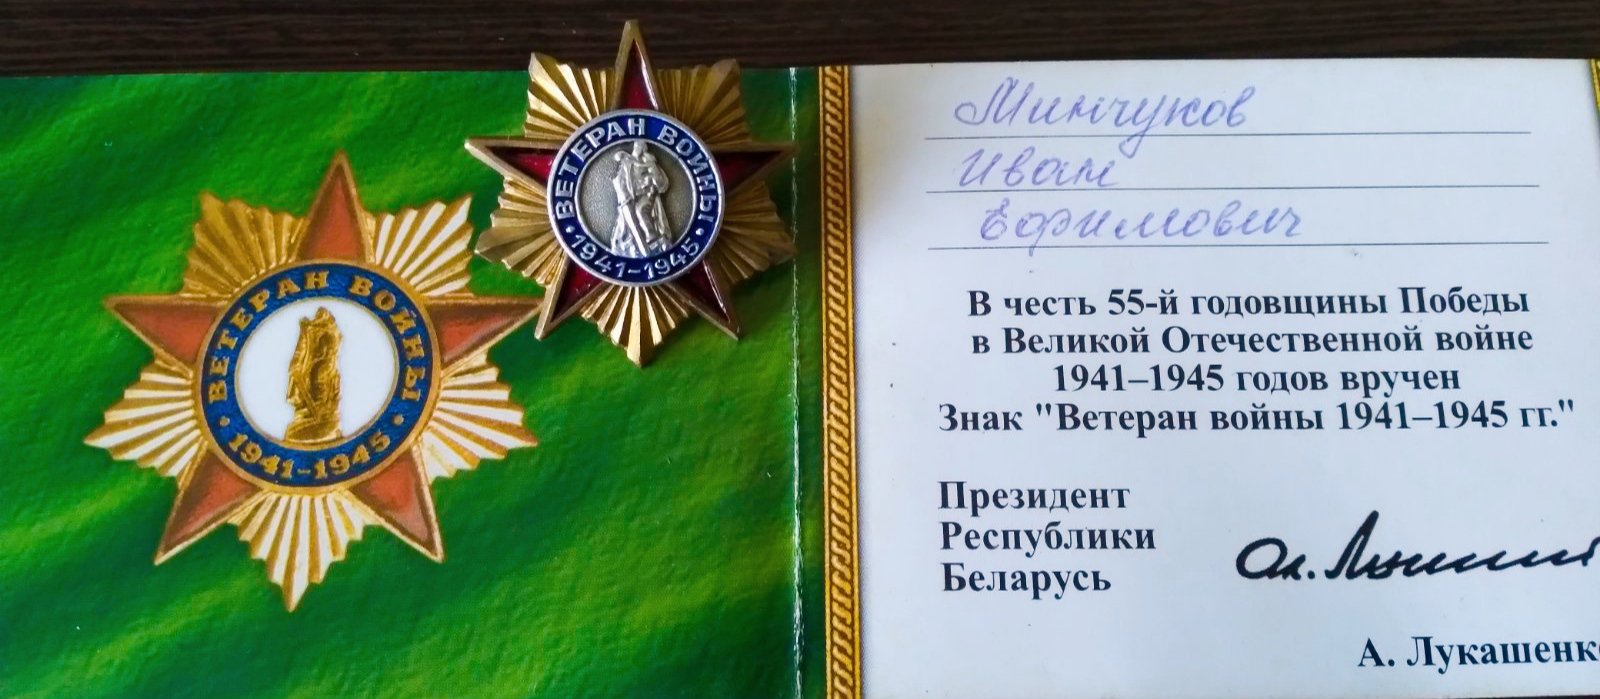 ВЕТЕРАН ВОЙНЫ
1941-1945
ВЕТЕРАН ВОЙНЫ
1941-1945
Минчуков
Иван
Ефимович
В честь 55-й годовщины Победы
в Великой Отечественной войне
1941–1945 годов вручен
Знак "Ветеран войны 1941–1945 гг."
Президент
Республики
Беларусь
А. Лукашенко